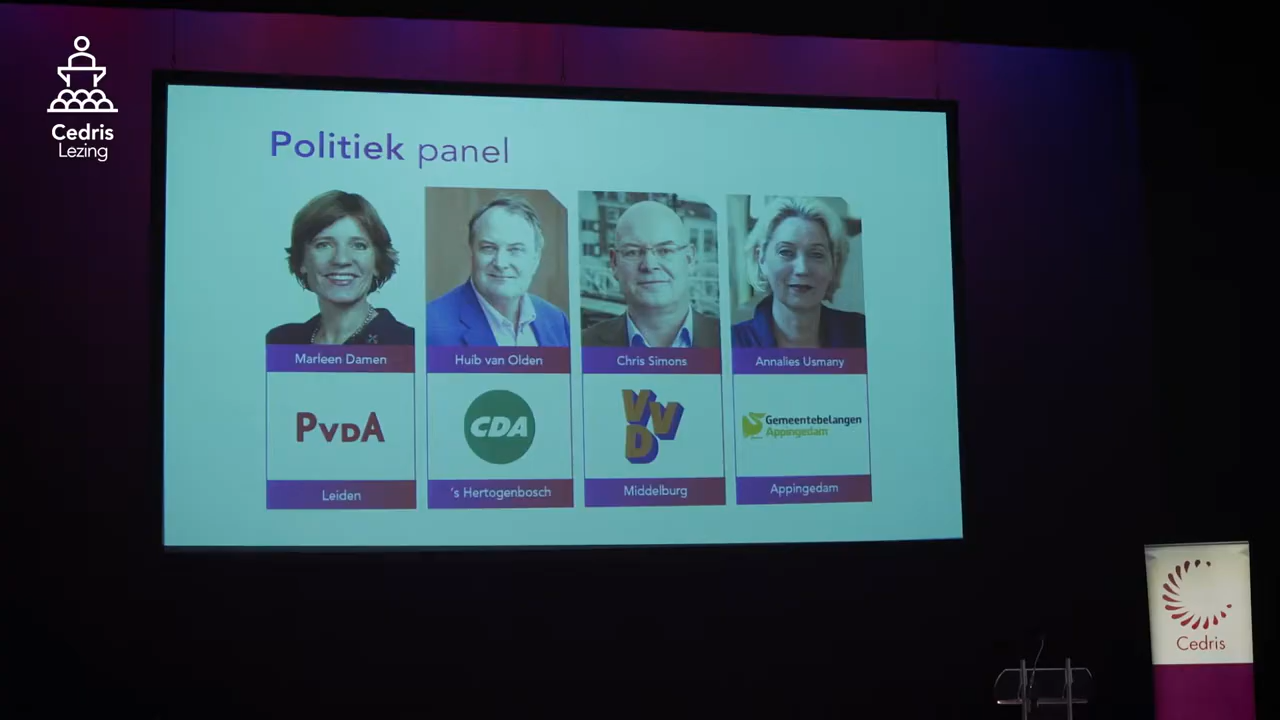 Cedris
Lezing
Politiek panel
Marleen Damen
Huib van Olden
Chris Simons
Annalies Usmany
PvdA
CDA
VVD
Gemeentebelangen
Appingedam
Leiden
's Hertogenbosch
Middelburg
Appingedam
Cedris